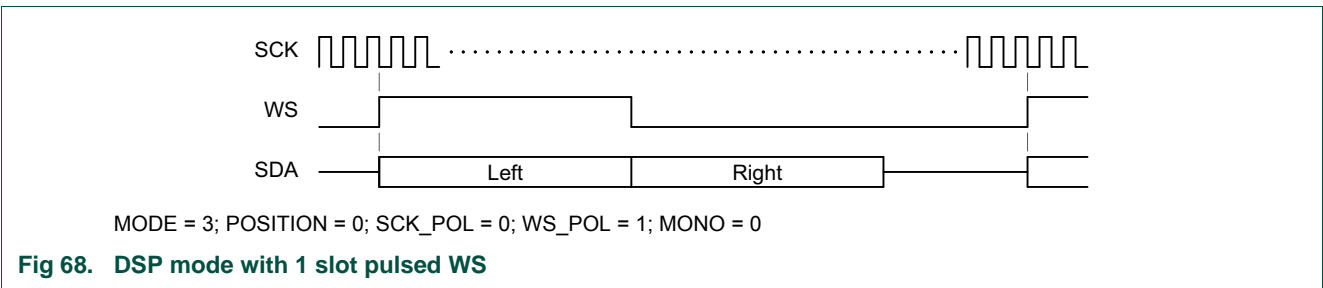 SCK
WS
SDA Left Right
MODE = 3; POSITION = 0; SCK_POL = 0; WS_POL = 1; MONO = 0
Fig 68. DSP mode with 1 slot pulsed WS